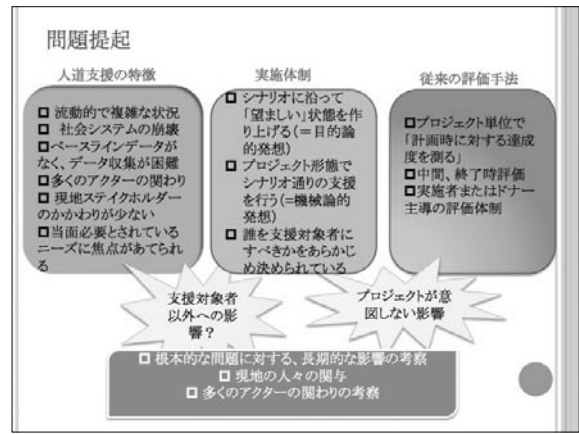 問題提起
人道支援の特徴
❑ 流動的で複雑な状況
❑ 社会システムの崩壊
❑ベースラインデータが
なく、データ収集が困難
❑多くのアクターの関わり
❑ 現地ステイクホルダー
のかかわりが少ない
❑当面必要とされている
ニーズに焦点があてられ
る
実施体制
❑ シナリオに沿って
「望ましい」状態を作
り上げる(=目的論
的発想)
❑ プロジェクト形態で
シナリオ通りの支援
を行う(=機械論的
発想)
❑ 誰を支援対象者に
すべきかをあらかじ
め決められている
従来の評価手法
❑プロジェクト単位で
「計画時に対する達成
度を測る」
❑中間、終了時評価
❑実施者またはドナー
主導の評価体制
支援対象者
以外への影
響？
プロジェクトが意
図しない影響
❑ 根本的な問題に対する、長期的な影響の考察
❑ 現地の人々の関与
❑ 多くのアクターの関わりの考察